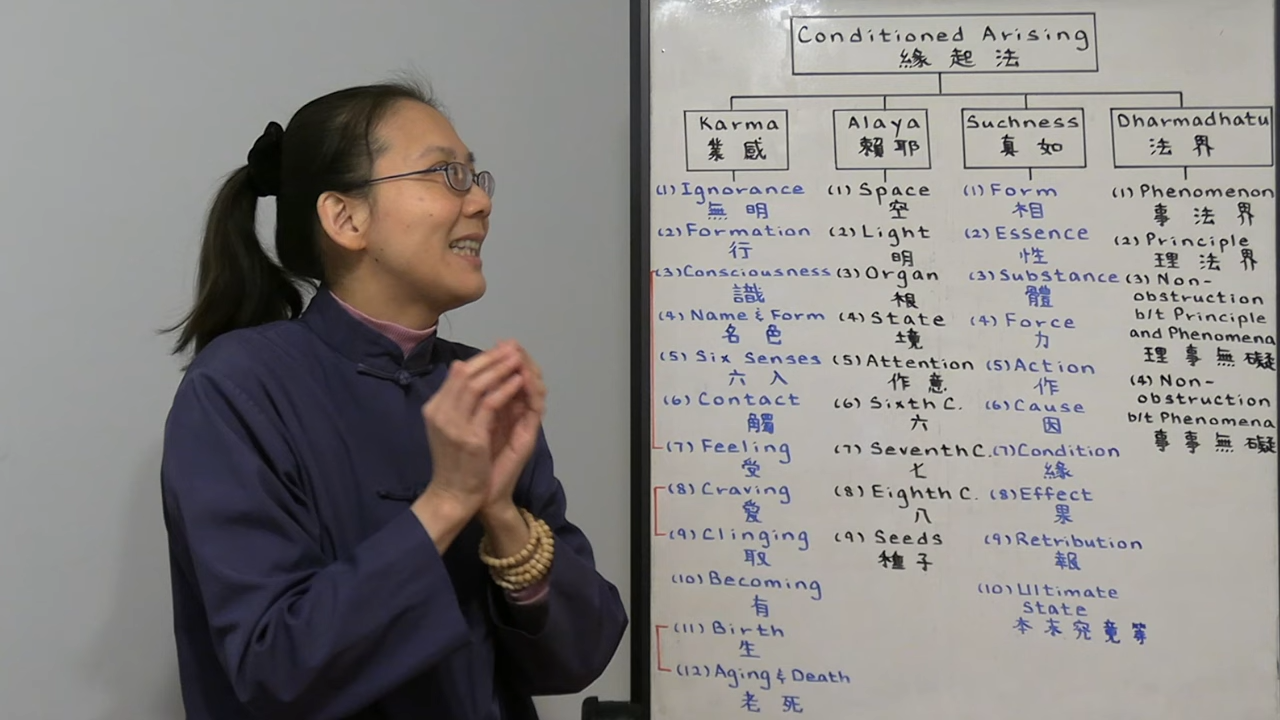 Conditioned Arising
緣起法
Karma
業感
(1) Ignorance
無明
(2) Formation
行
(3) Consciousness
識
(4) Name & Form
名色
(5) Six Senses
六入
(6) Contact
觸
(7) Feeling
受
(8) Craving
愛
(9) Clinging
取
(10) Becoming
有
(11) Birth
生
(12) Aging & Death
老死
Alaya
賴耶
(1) Space
空
(2) Light
明
(3) Organ
根
(4) State
境
(5) Attention
作意
(6) Sixth C.
六
(7) Seventh C.
七
(8) Eighth C.
八
(9) Seeds
種子
Suchness
真如
(1) Form
相
(2) Essence
性
(3) Substance
體
(4) Force
力
(5) Action
作
(6) Cause
因
(7) Condition
緣
(8) Effect
果
(9) Retribution
報
(10) Ultimate
State
本末究竟等
Dharmadhatu
法界
(1) Phenomenon
事法界
(2) Principle
理法界
(3) Non-
obstruction
b/t Principle
and Phenomena
理事無礙
(4) Non-
obstruction
b/t Phenomena
事事無礙